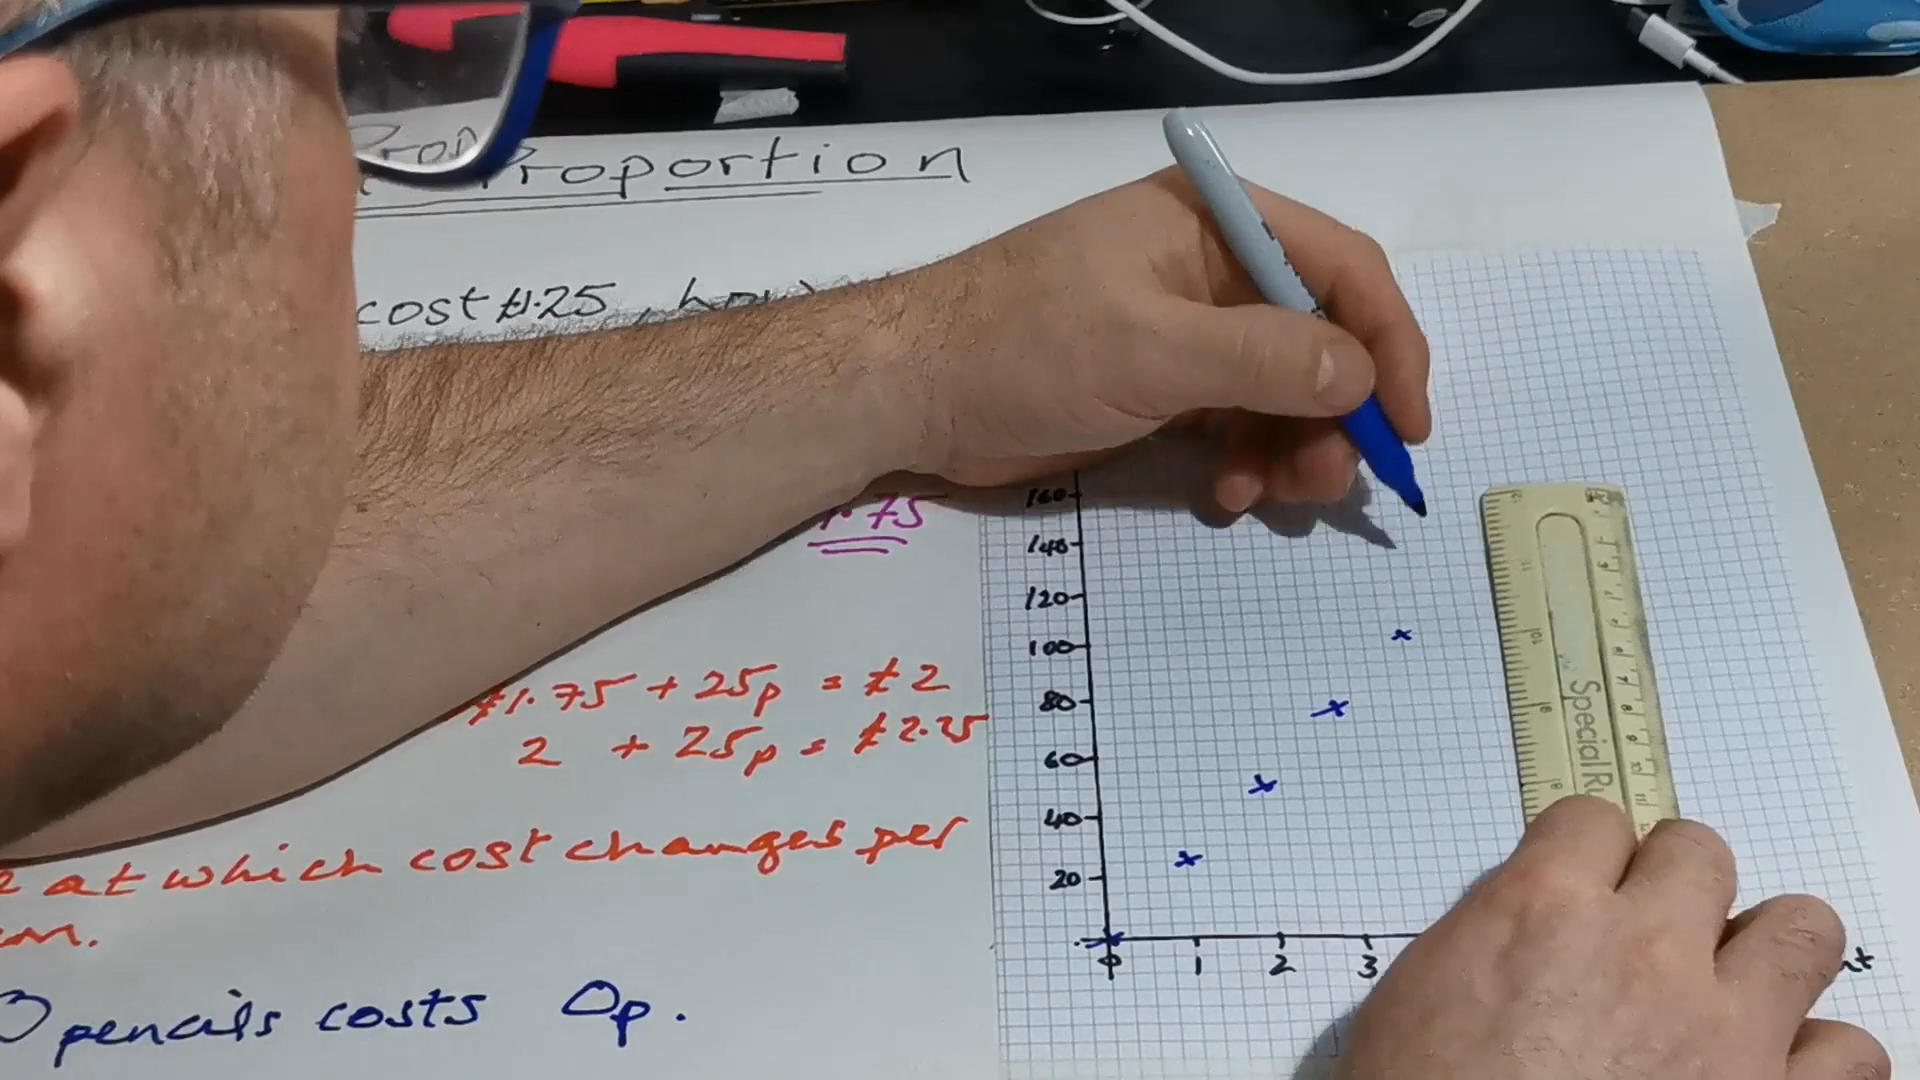 Proportion
cost £1.25, how
1.75
£1.75 + 25p = £2
2 + 25p = £2.25
at which cost changes per
0 pencils costs 0p.
160
140
120
100
80
60
40
20
0 1 2 3
Special